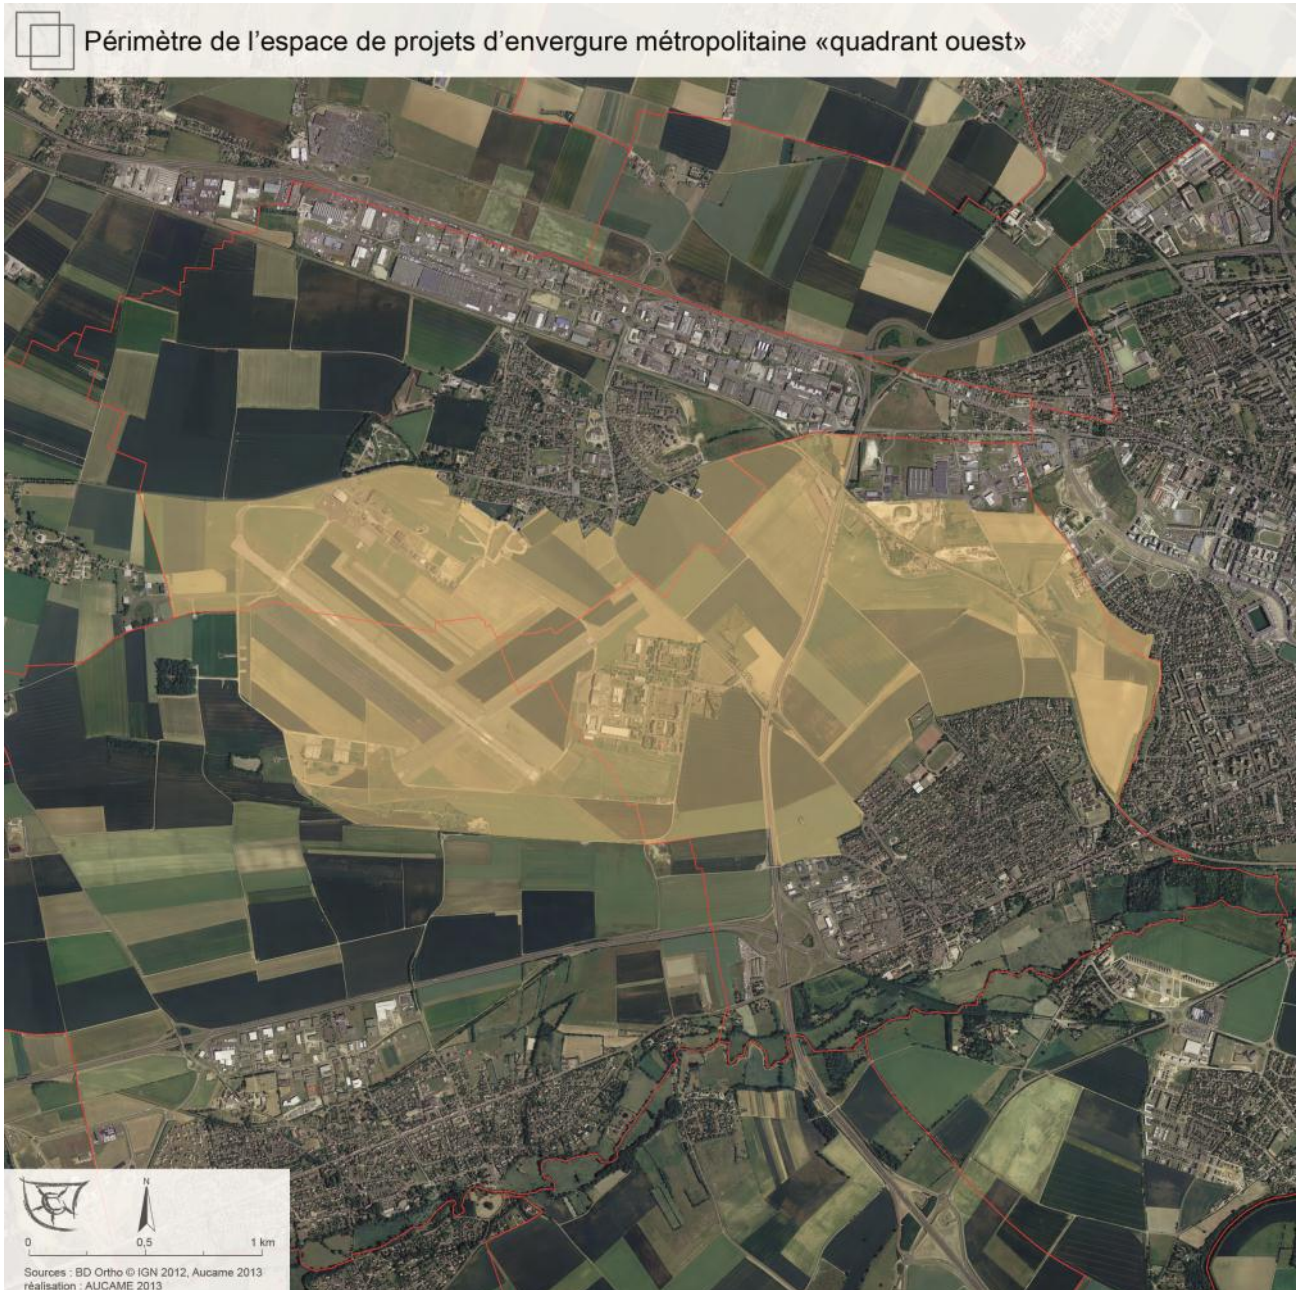 Périmètre de l'espace de projets d'envergure métropolitaine «quadrant ouest»
N
0 0,5 1 km
Sources : BD Ortho © IGN 2012, Aucame 2013
réalisation : AUCAME 2013